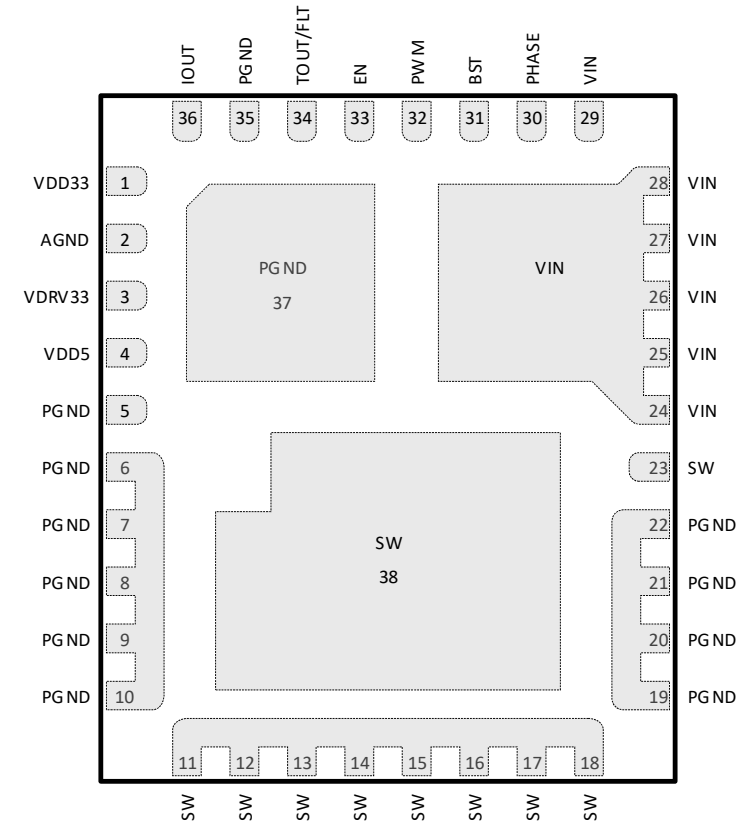 IOUT
PGND
TOUT/FLT
EN
PWM
BST
PHASE
VIN
36 35 34 33 32 31 30 29
VDD33 1
28 VIN
AGND 2
27 VIN
PGND
37
VIN
VDRV33 3
26 VIN
VDD5 4
25 VIN
PGND 5
24 VIN
PGND 6
23 SW
PGND 7
22 PGND
SW
38
PGND 8
21 PGND
PGND 9
20 PGND
PGND 10
19 PGND
11 12 13 14 15 16 17 18
SW
SW
SW
SW
SW
SW
SW
SW